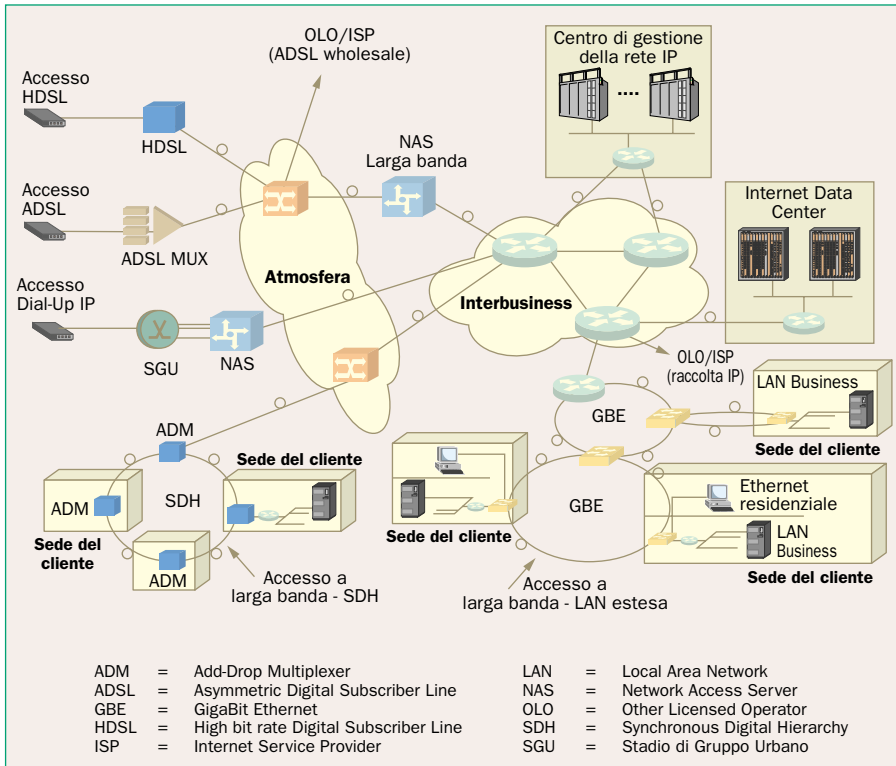 OLO/ISP
(ADSL wholesale)
Centro di gestione
della rete IP
....
Accesso
HDSL
HDSL
NAS
Larga banda
Accesso
ADSL
ADSL MUX
Internet Data
Center
Atmosfera
Interbusiness
Accesso
Dial-Up IP
SGU
NAS
OLO/ISP
(raccolta IP)
LAN Business
Sede del cliente
GBE
ADM
Sede del cliente
ADM
SDH
Sede del
cliente
ADM
Sede del cliente
GBE
Ethernet
residenziale
LAN
Business
Sede del cliente
Accesso a
larga banda - SDH
Accesso a
larga banda - LAN estesa
ADM = Add-Drop Multiplexer
ADSL = Asymmetric Digital Subscriber Line
GBE = GigaBit Ethernet
HDSL = High bit rate Digital Subscriber Line
ISP = Internet Service Provider
LAN = Local Area Network
NAS = Network Access Server
OLO = Other Licensed Operator
SDH = Synchronous Digital Hierarchy
SGU = Stadio di Gruppo Urbano